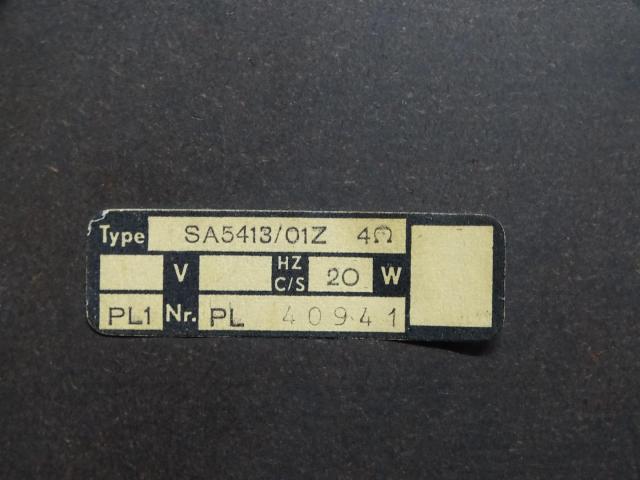 Type SA5413/01Z 4Ω
V HZ C/S 20 W
PL1 Nr. PL 40941